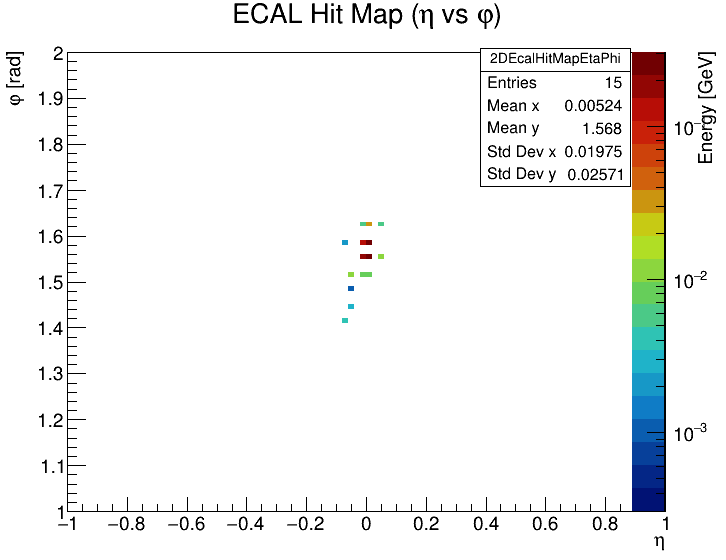 ECAL Hit Map (η vs φ)
φ [rad]
2
1.9
1.8
1.7
1.6
1.5
1.4
1.3
1.2
1.1
1
−1
−0.8
−0.6
−0.4
−0.2
0
0.2
0.4
0.6
0.8
1
η
2DEcalHitMapEtaPhi
Entries 15
Mean x 0.00524
Mean y 1.568
Std Dev x 0.01975
Std Dev y 0.02571
Energy [GeV]
10⁻²
10⁻³